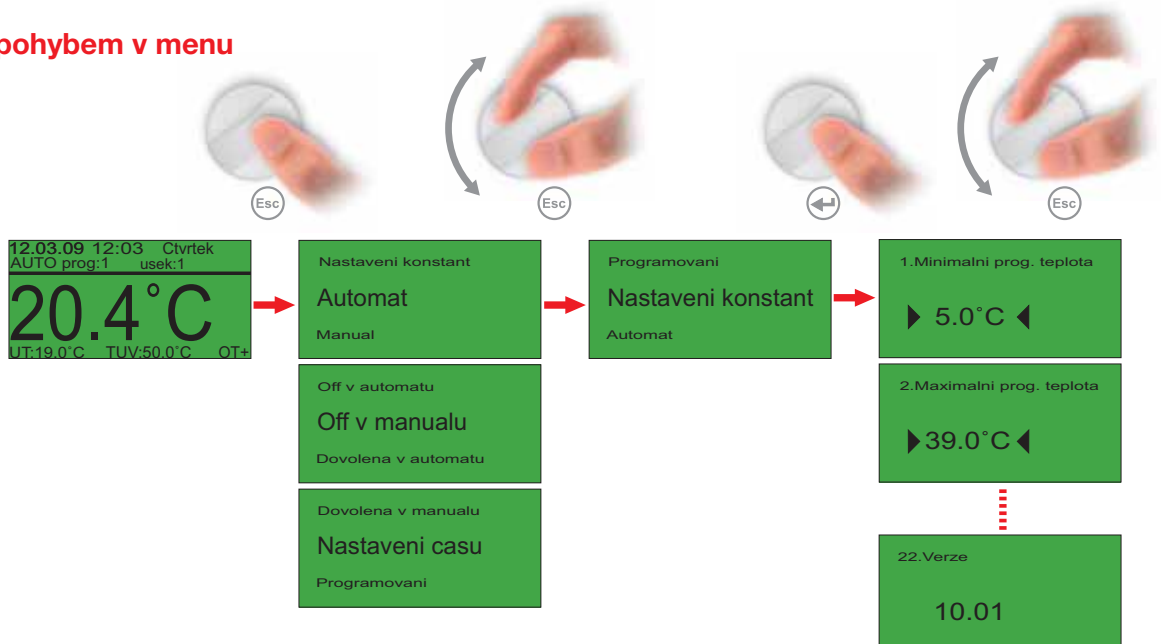 pohybem v menu
Esc
Esc
Esc
12.03.09 12:03 Ctvrtek
AUTO prog:1 usek:1
20.4°C
UT:19.0°C TUV:50.0°C OT+
Nastaveni konstant
Automat
Manual
Off v automatu
Off v manualu
Dovolena v automatu
Dovolena v manualu
Nastaveni casu
Programovani
Programovani
Nastaveni konstant
Automat
1.Minimalni prog. teplota
5.0°C
2.Maximalni prog. teplota
39.0°C
22.Verze
10.01